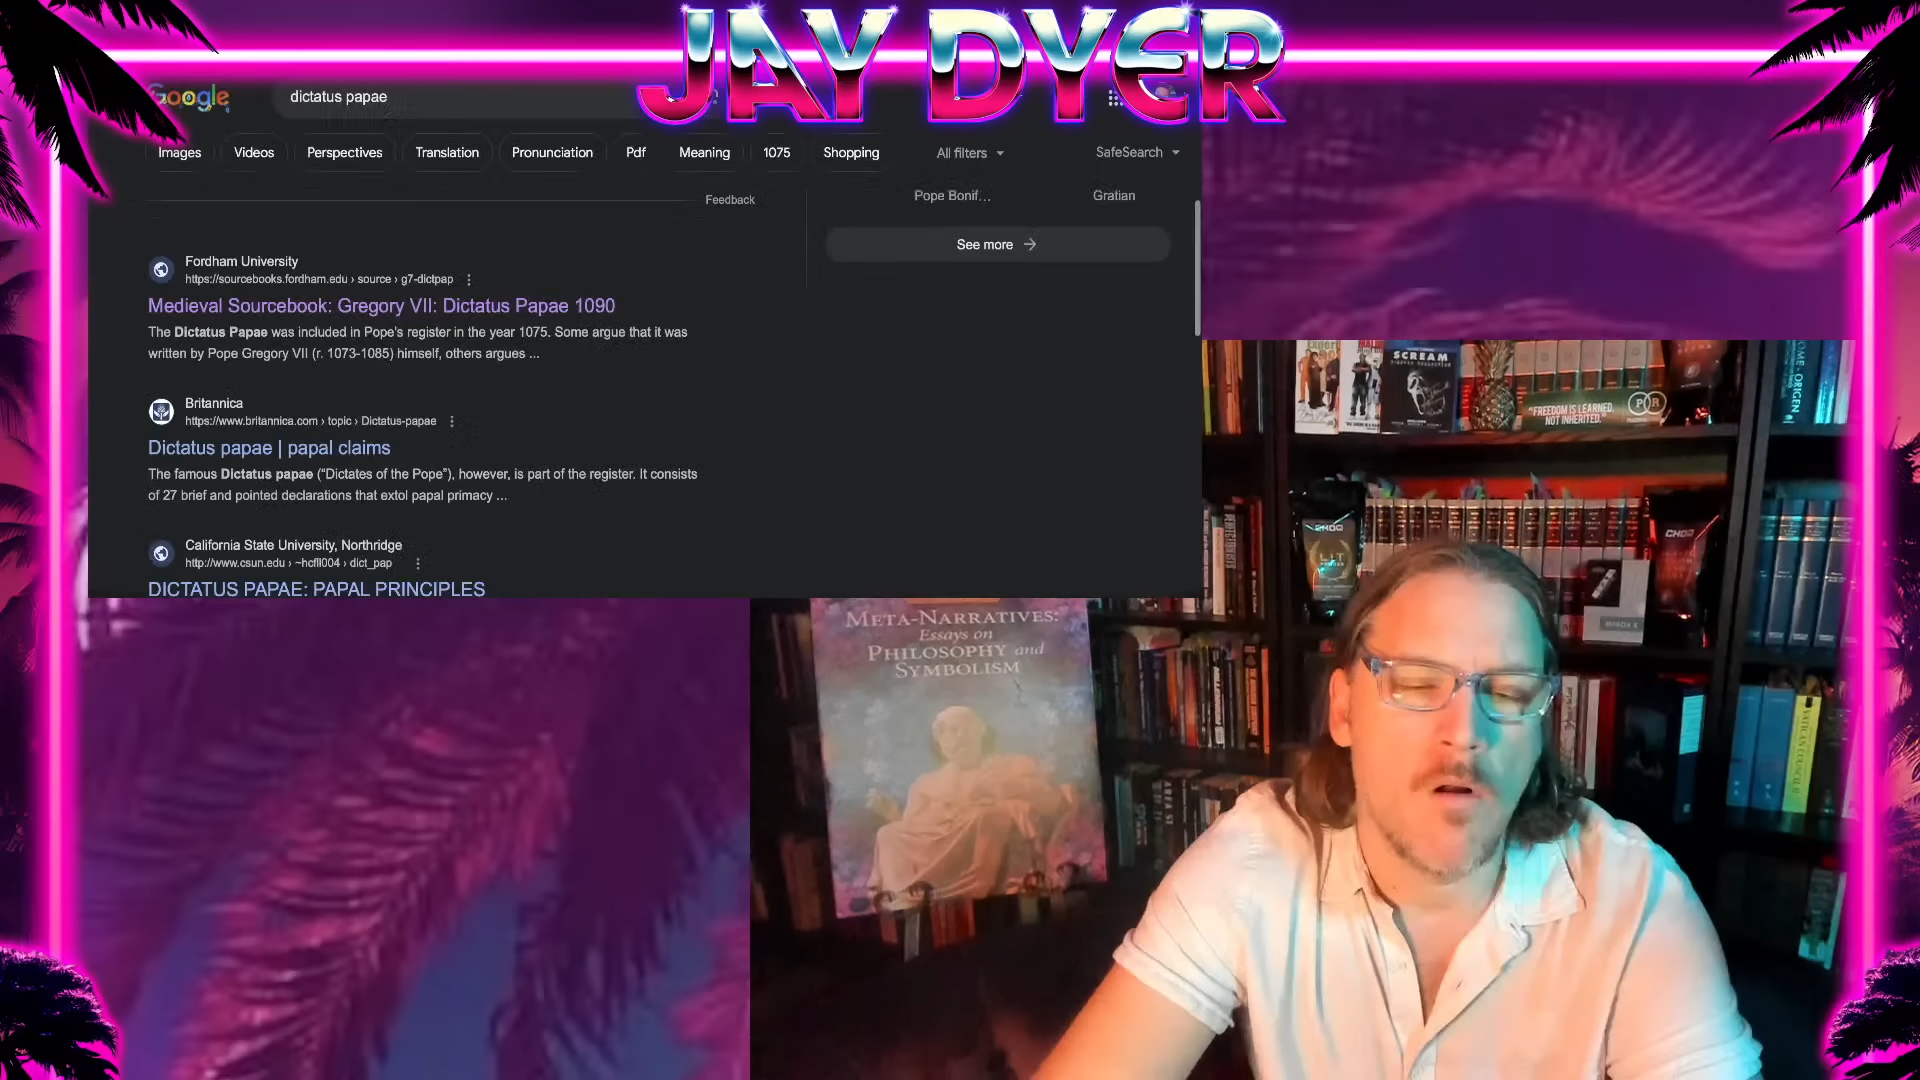 JAY DYER
Google
dictatus papae
Images
Videos
Perspectives
Translation
Pronunciation
Pdf
Meaning
1075
Shopping
All filters
SafeSearch
Feedback
Pope Bonif...
Gratian
See more
Fordham University
https://sourcebooks.fordham.edu › source › g7-dictpap
Medieval Sourcebook: Gregory VII: Dictatus Papae 1090
The Dictatus Papae was included in Pope's register in the year 1075. Some argue that it was
written by Pope Gregory VII (r. 1073-1085) himself, others argues ...
Britannica
https://www.britannica.com › topic › Dictatus-papae
Dictatus papae | papal claims
The famous Dictatus papae (“Dictates of the Pope”), however, is part of the register. It consists
of 27 brief and pointed declarations that extol papal primacy ...
California State University, Northridge
http://www.csun.edu › ~hcfll004 › dict_pap
DICTATUS PAPAE: PAPAL PRINCIPLES
SCREAM
"FREEDOM IS LEARNED,
NOT INHERITED."
PR
CHOQ
CHOQ
META-NARRATIVES:
Essays on
PHILOSOPHY and
SYMBOLISM